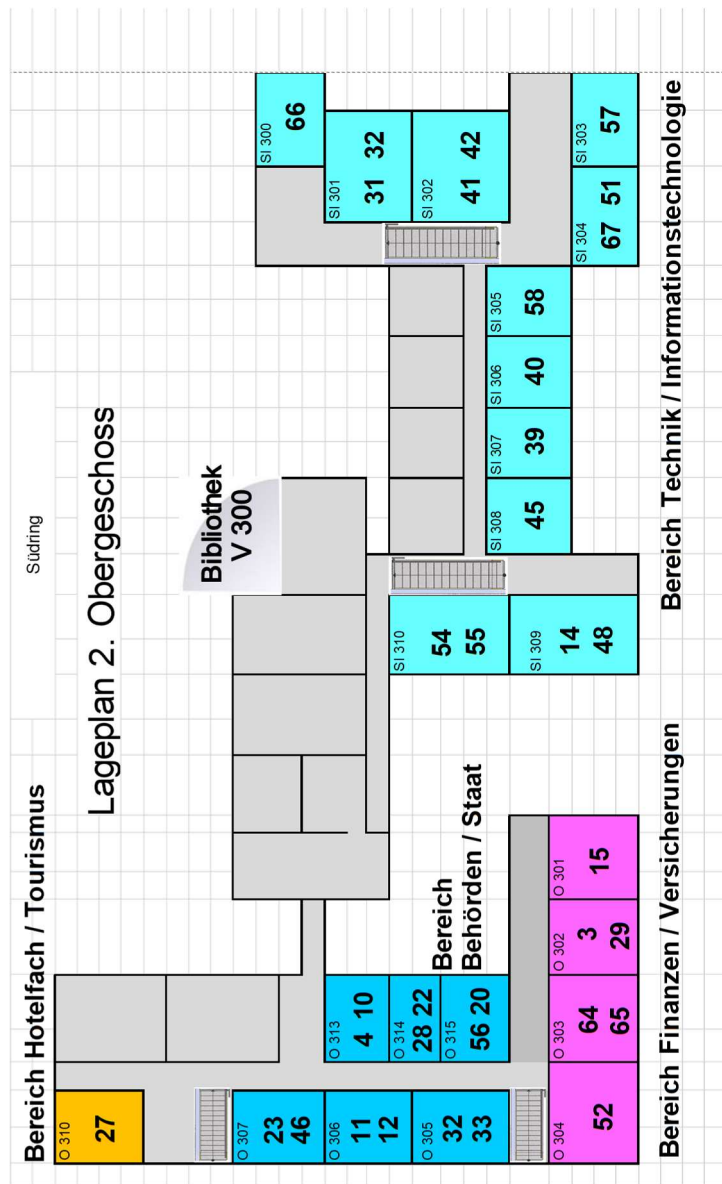 Südring
Bereich Hotelfach / Tourismus
Lageplan 2. Obergeschoss
O 310
27
Bibliothek
V 300
O 307
23
46
O 306
11
12
O 305
32
33
O 313
4 10
O 314
28 22
O 315
56 20
Bereich
Behörden / Staat
O 304
52
O 303
64
65
O 302
3
29
O 301
15
Bereich Finanzen / Versicherungen
SI 310
54
55
SI 309
14
48
SI 308
45
SI 307
39
SI 306
40
SI 305
58
SI 300
66
SI 301
31 32
SI 302
41 42
SI 304
67 51
SI 303
57
Bereich Technik / Informationstechnologie